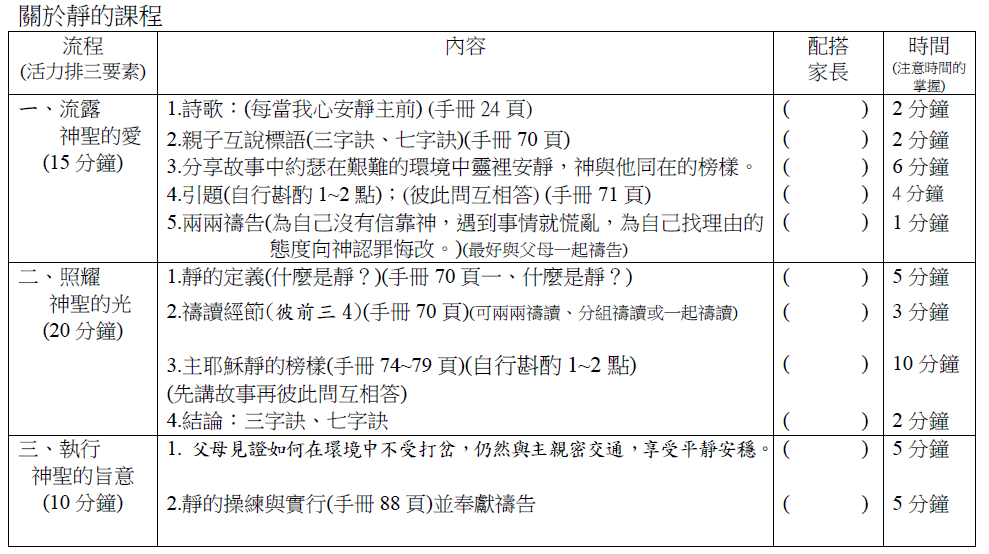 關於靜的課程
流程
(活力排三要素)
內容
配搭
家長
時間
(注意時間的
掌握)
一、流露
神聖的愛
(15 分鐘)
1.詩歌：(每當我心安靜主前) (手冊 24 頁)
( )
2 分鐘
2.親子互說標語(三字訣、七字訣)(手冊 70 頁)
( )
2 分鐘
3.分享故事中約瑟在艱難的環境中靈裡安靜，神與他同在的榜樣。
( )
6 分鐘
4.引題(自行斟酌 1~2 點)；(彼此問互相答) (手冊 71 頁)
( )
4 分鐘
5.兩兩禱告(為自己沒有信靠神，遇到事情就慌亂，為自己找理由的
態度向神認罪悔改。)(最好與父母一起禱告)
( )
1 分鐘
二、照耀
神聖的光
(20 分鐘)
1.靜的定義(什麼是靜？)(手冊 70 頁一、什麼是靜？)
( )
5 分鐘
2.禱讀經節(彼前三 4)(手冊 70 頁)(可兩兩禱讀、分組禱讀或一起禱讀)
( )
3 分鐘
3.主耶穌靜的榜樣(手冊 74~79 頁)(自行斟酌 1~2 點)
(先講故事再彼此問互相答)
( )
10 分鐘
4.結論：三字訣、七字訣
( )
2 分鐘
三、執行
神聖的旨意
(10 分鐘)
1. 父母見證如何在環境中不受打岔，仍然與主親密交通，享受平靜安穩。
( )
5 分鐘
2.靜的操練與實行(手冊 88 頁)並奉獻禱告
( )
5 分鐘